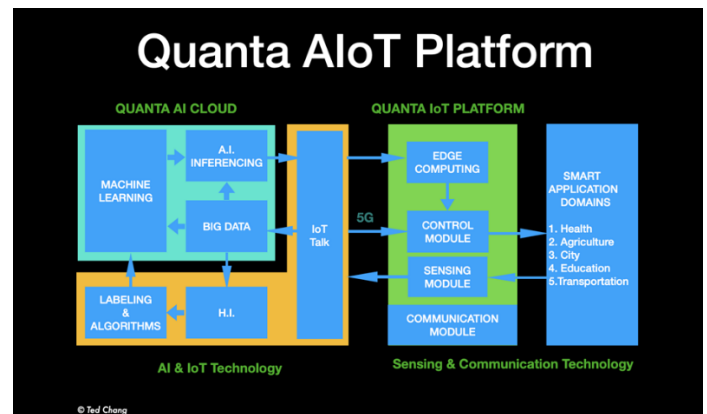 Quanta AIoT Platform
QUANTA AI CLOUD
QUANTA IoT PLATFORM
MACHINE
LEARNING
A.I.
INFERENCING
BIG DATA
LABELING
&
ALGORITHMS
H.I.
IoT
Talk
5G
EDGE
COMPUTING
CONTROL
MODULE
SENSING
MODULE
COMMUNICATION
MODULE
SMART
APPLICATION
DOMAINS
1. Health
2. Agriculture
3. City
4. Education
5.Transportation
AI & IoT Technology
Sensing & Communication Technology
© Ted Chang